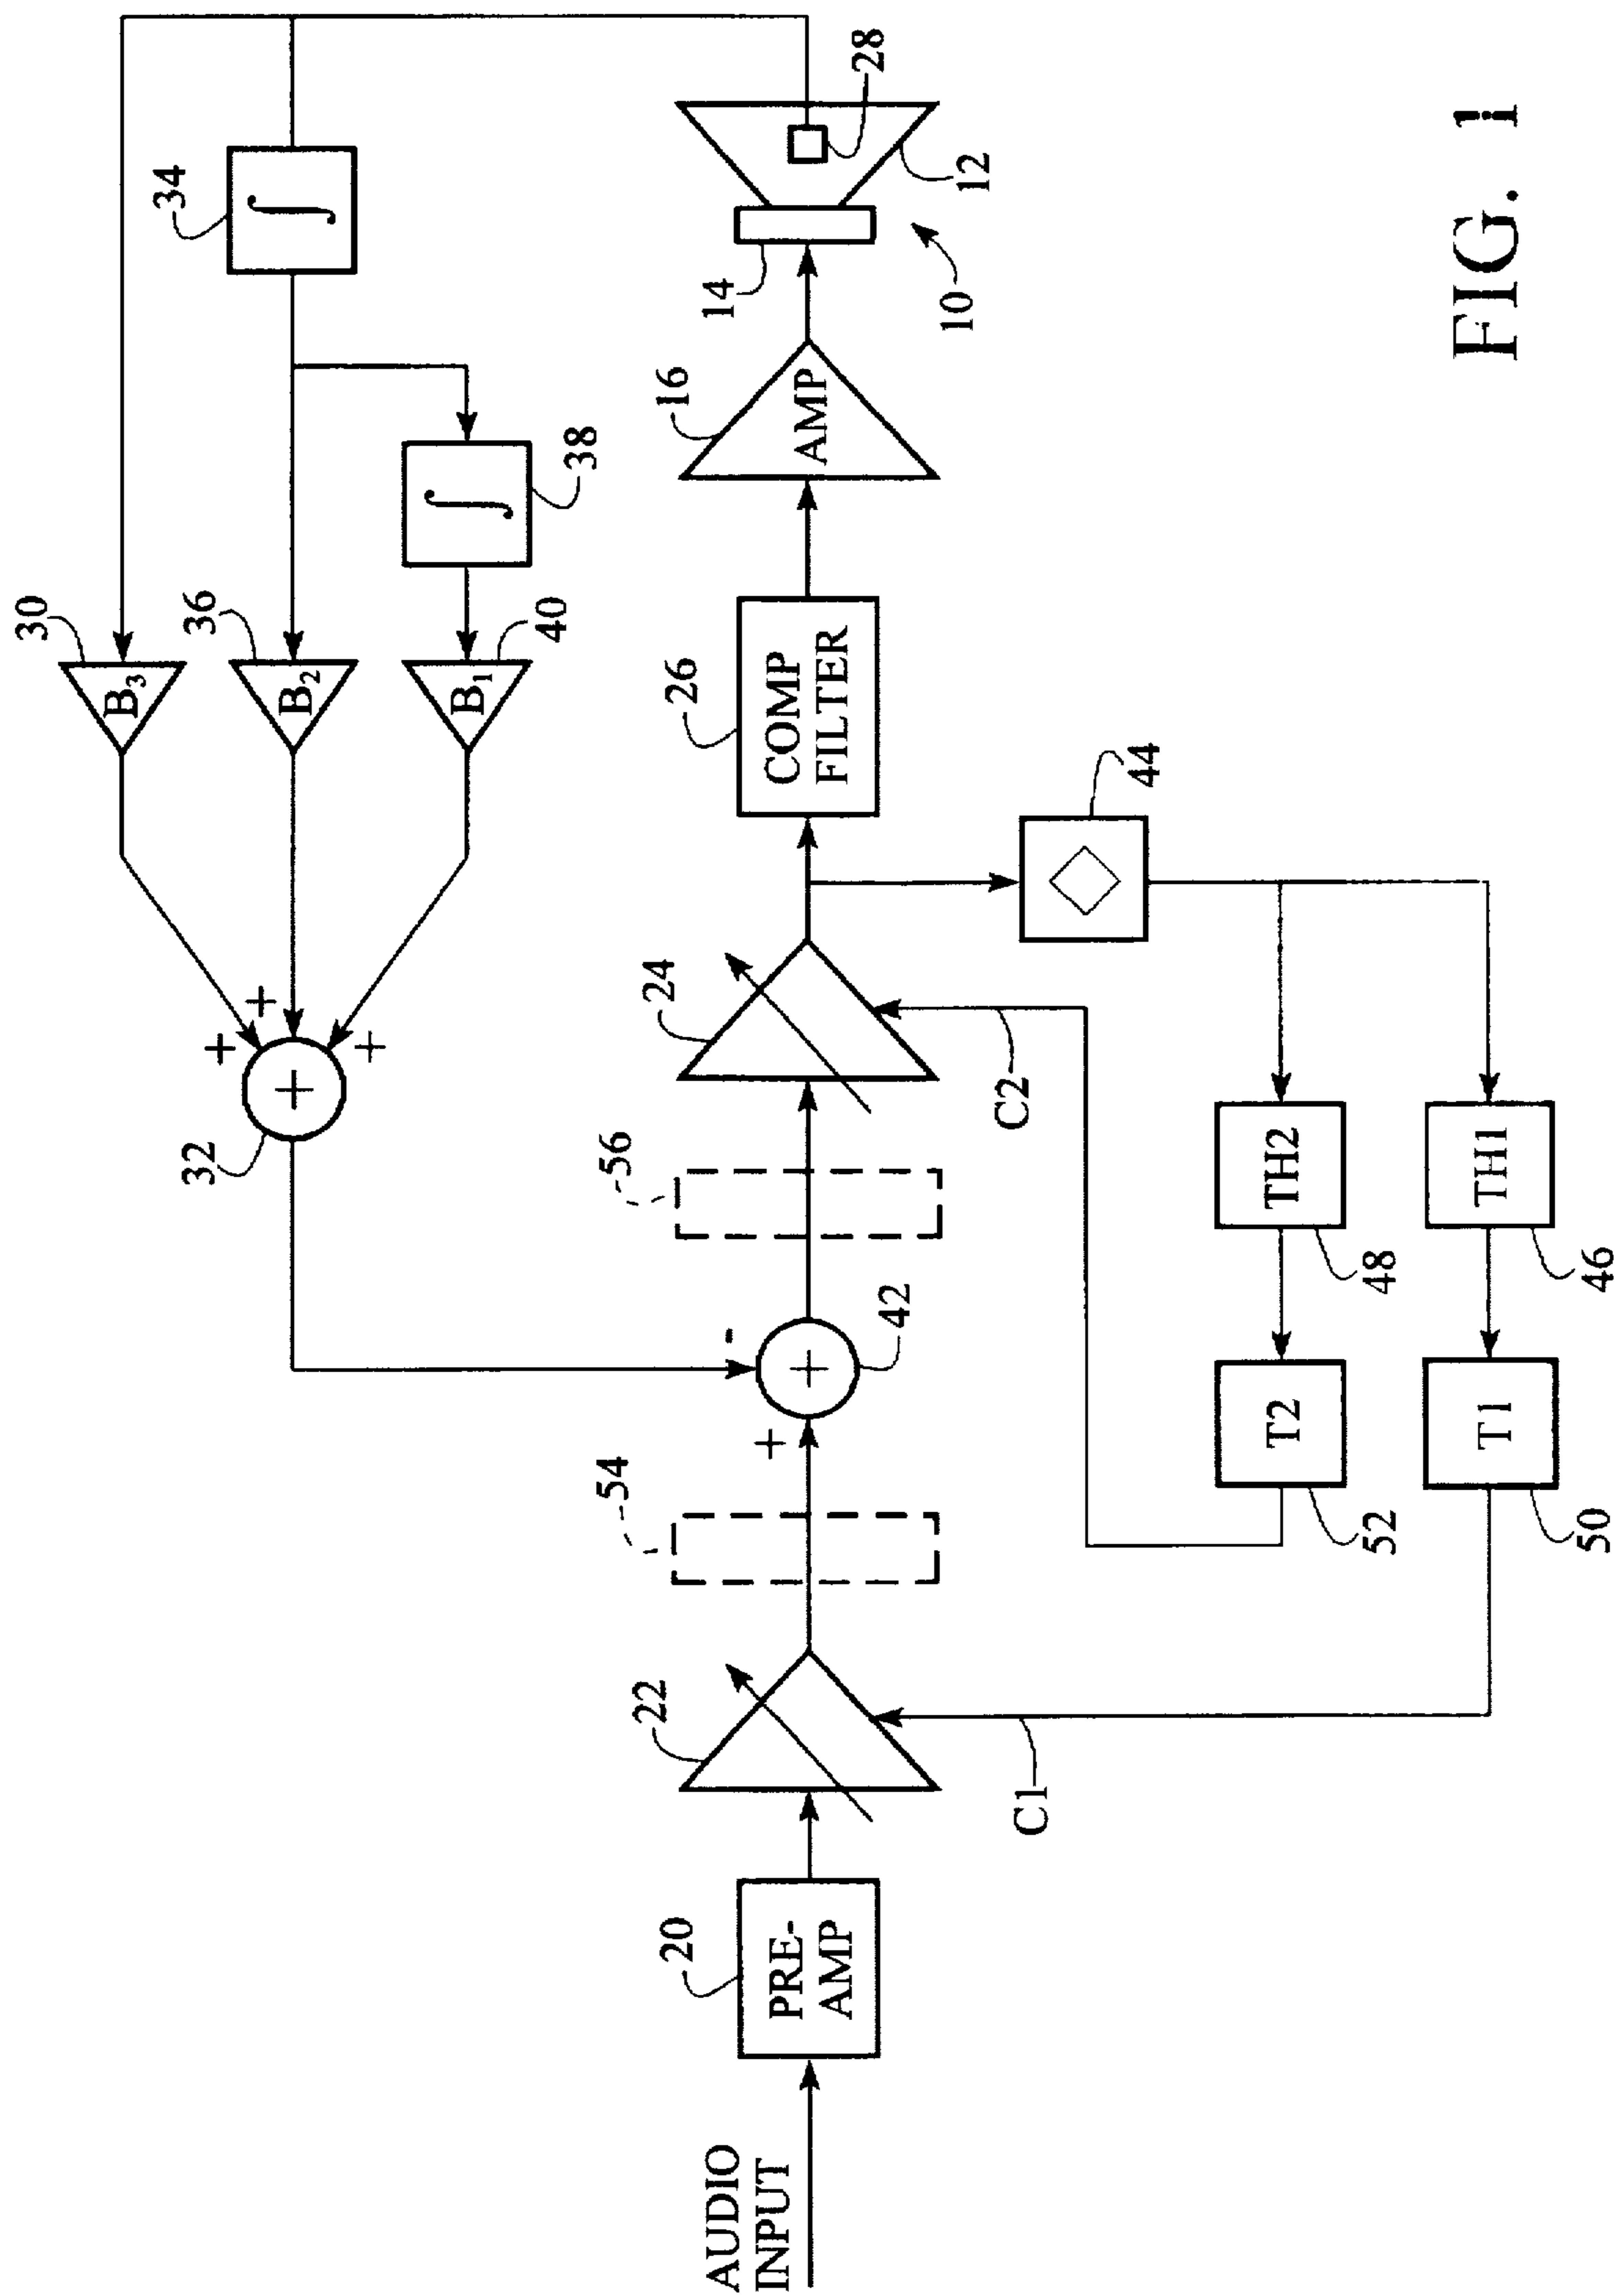 30
B3
34
36
B2
32
+
+
+
+
B1
40
38
AUDIO
INPUT
20
PRE-
AMP
22
54
+
-
+
42
56
24
26
COMP
FILTER
16
AMP
14
10
12
28
44
C1
C2
T2
52
TH2
48
T1
50
TH1
46
FIG. 1